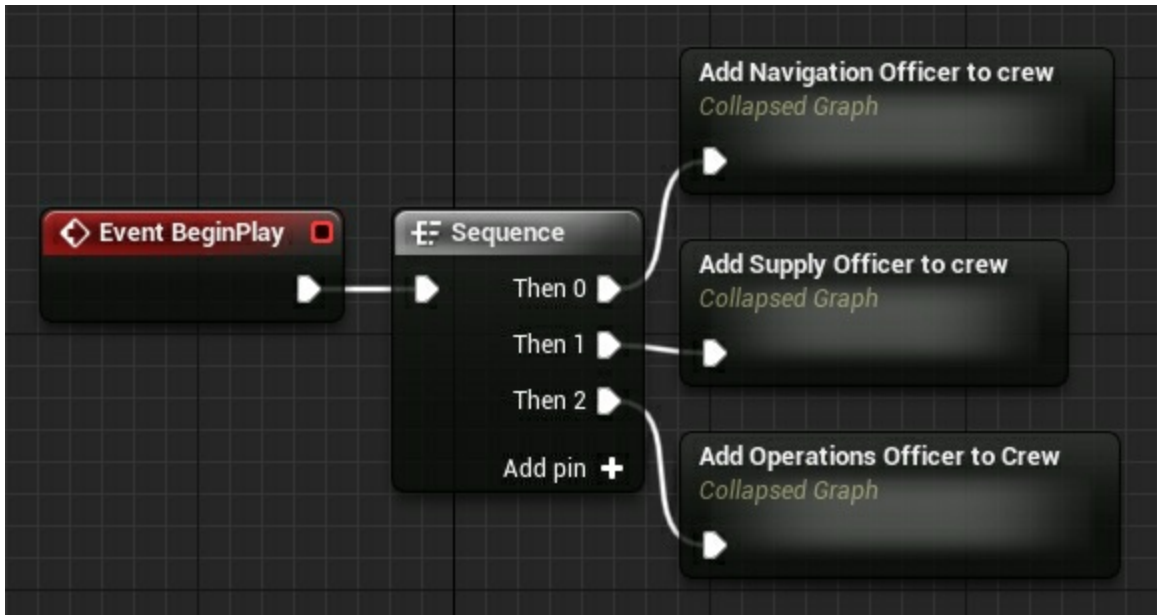 Event BeginPlay
Sequence
Then 0
Then 1
Then 2
Add pin
Add Navigation Officer to crew
Collapsed Graph
Add Supply Officer to crew
Collapsed Graph
Add Operations Officer to Crew
Collapsed Graph